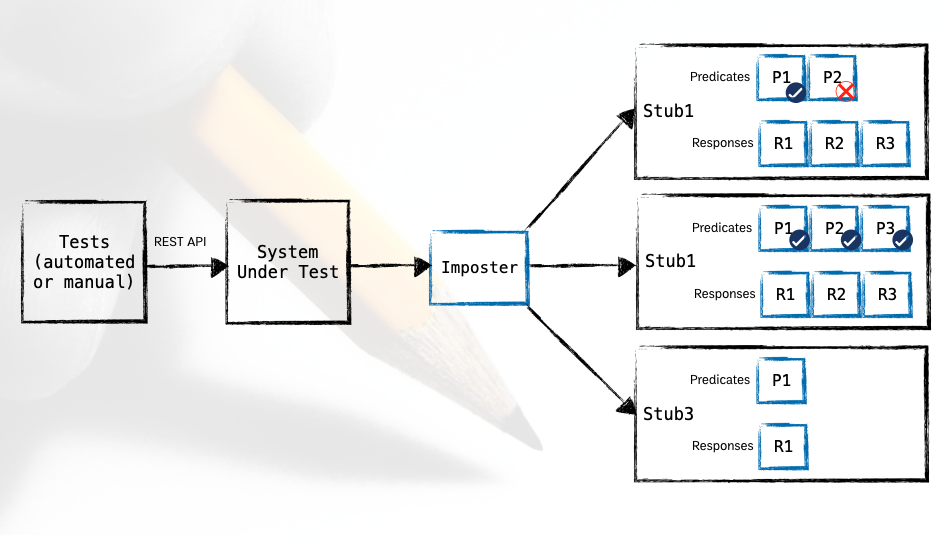 Tests
(automated
or manual)
REST API
System
Under Test
Imposter
Predicates P1 P2
Stub1
Responses R1 R2 R3
Predicates P1 P2 P3
Stub1
Responses R1 R2 R3
Predicates P1
Stub3
Responses R1